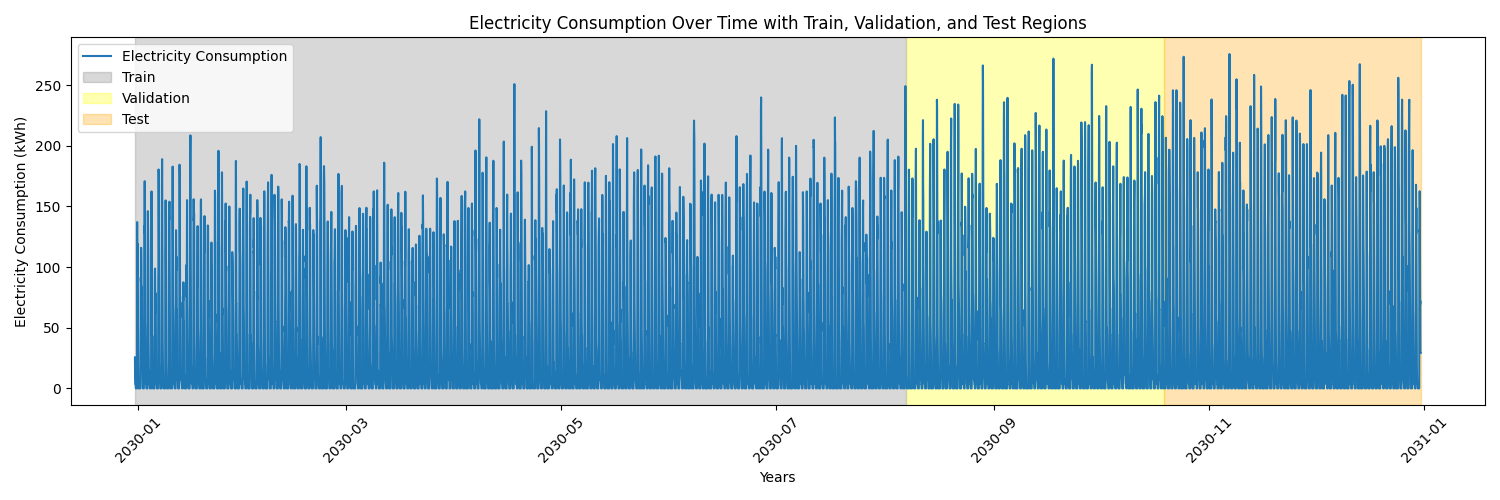 Electricity Consumption Over Time with Train, Validation, and Test Regions
Electricity Consumption
Train
Validation
Test
Electricity Consumption (kWh)
250
200
150
100
50
0
2030-01
2030-03
2030-05
2030-07
2030-09
2030-11
2031-01
Years